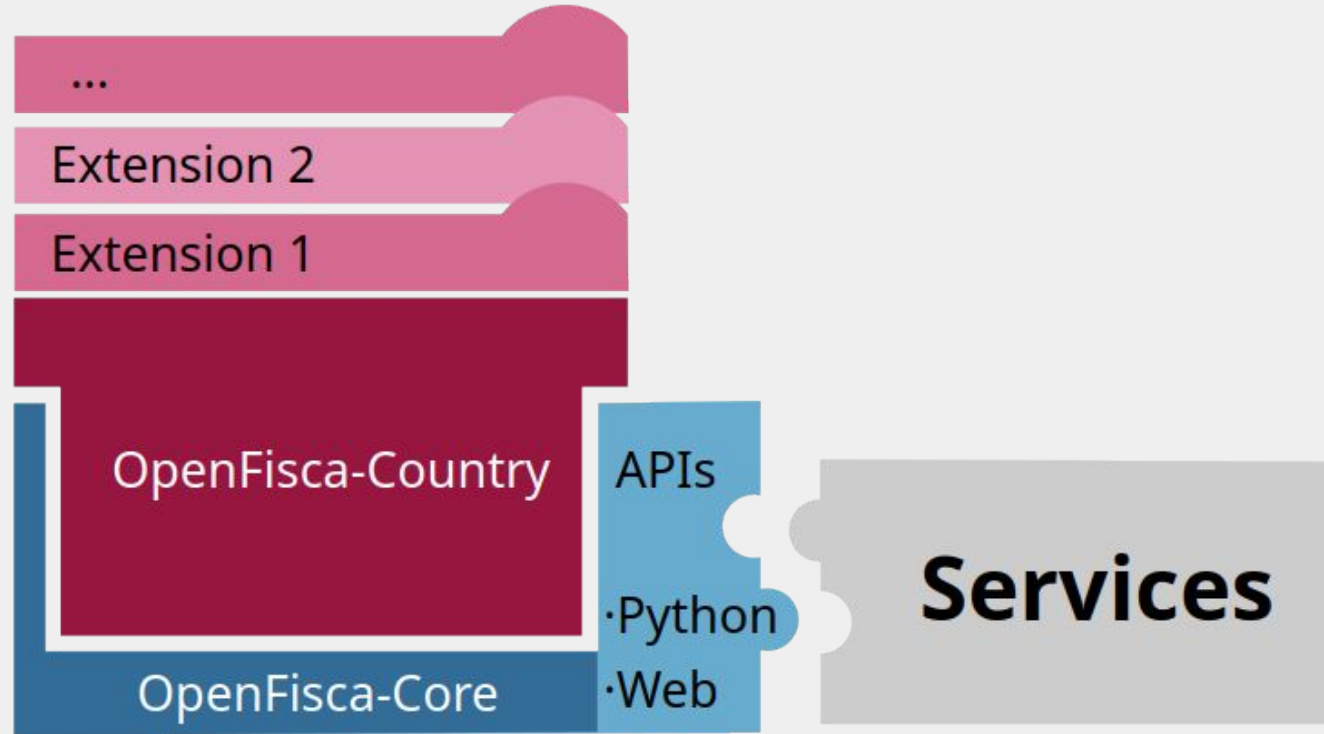 ...
Extension 2
Extension 1
OpenFisca-Country
APIs
Services
·Python
OpenFisca-Core
·Web